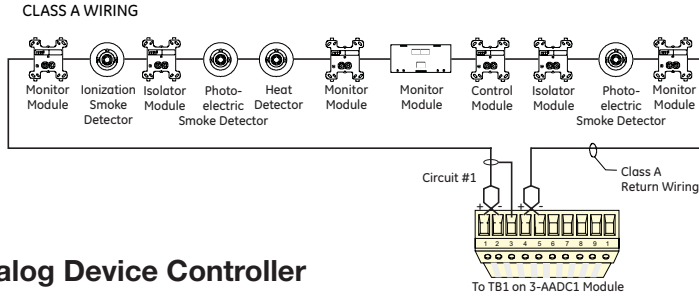 CLASS A WIRING
Monitor Module
Ionization Smoke Detector
Isolator Module
Photo-electric Smoke Detector
Heat Detector
Monitor Module
Monitor Module
Control Module
Isolator Module
Photo-electric Smoke Detector
Monitor Module
Circuit #1
Class A Return Wiring
+ - + -
1 2 3 4 5 6 7 8 9 1
To TB1 on 3-AADC1 Module
alog Device Controller